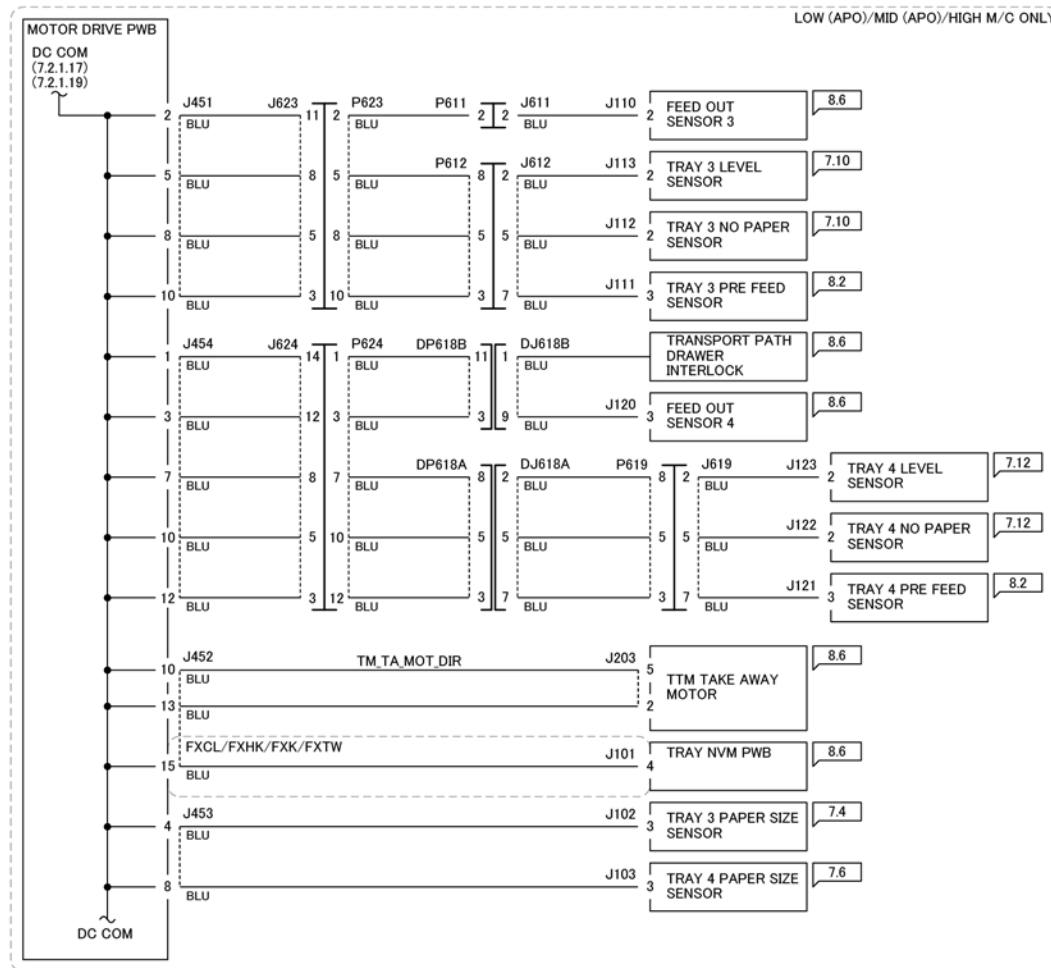 LOW (APO)/MID (APO)/HIGH M/C ONLY
MOTOR DRIVE PWB
DC COM
(7.2.1.17)
(7.2.1.19)
J451 J623 P623 P611 J611 J110 FEED OUT 8.6
2 11 2 2 2 2 SENSOR 3
BLU BLU BLU
P612 J612 J113 TRAY 3 LEVEL 7.10
5 8 5 8 2 2 SENSOR
BLU BLU BLU
J112 TRAY 3 NO PAPER 7.10
8 5 8 5 5 2 SENSOR
BLU BLU BLU
J111 TRAY 3 PRE FEED 8.2
10 3 10 3 7 3 SENSOR
BLU BLU BLU
J454 J624 P624 DP618B DJ618B TRANSPORT PATH 8.6
1 14 1 11 1 DRAWER
BLU BLU BLU INTERLOCK
J120 FEED OUT 8.6
3 12 3 3 9 3 SENSOR 4
BLU BLU BLU
DP618A DJ618A P619 J619 J123 TRAY 4 LEVEL 7.12
7 8 7 8 2 8 2 2 SENSOR
BLU BLU BLU BLU
J122 TRAY 4 NO PAPER 7.12
10 5 10 5 5 5 5 2 SENSOR
BLU BLU BLU BLU
J121 TRAY 4 PRE FEED 8.2
12 3 12 3 7 3 7 3 SENSOR
BLU BLU BLU BLU
J452 TM_TA_MOT_DIR J203 8.6
10 5 TTM TAKE AWAY
BLU MOTOR
13 2
BLU
FXCL/FXHK/FXK/FXTW J101 TRAY NVM PWB 8.6
15 4
BLU
J453 J102 TRAY 3 PAPER SIZE 7.4
4 3 SENSOR
BLU
J103 TRAY 4 PAPER SIZE 7.6
8 3 SENSOR
BLU
DC COM